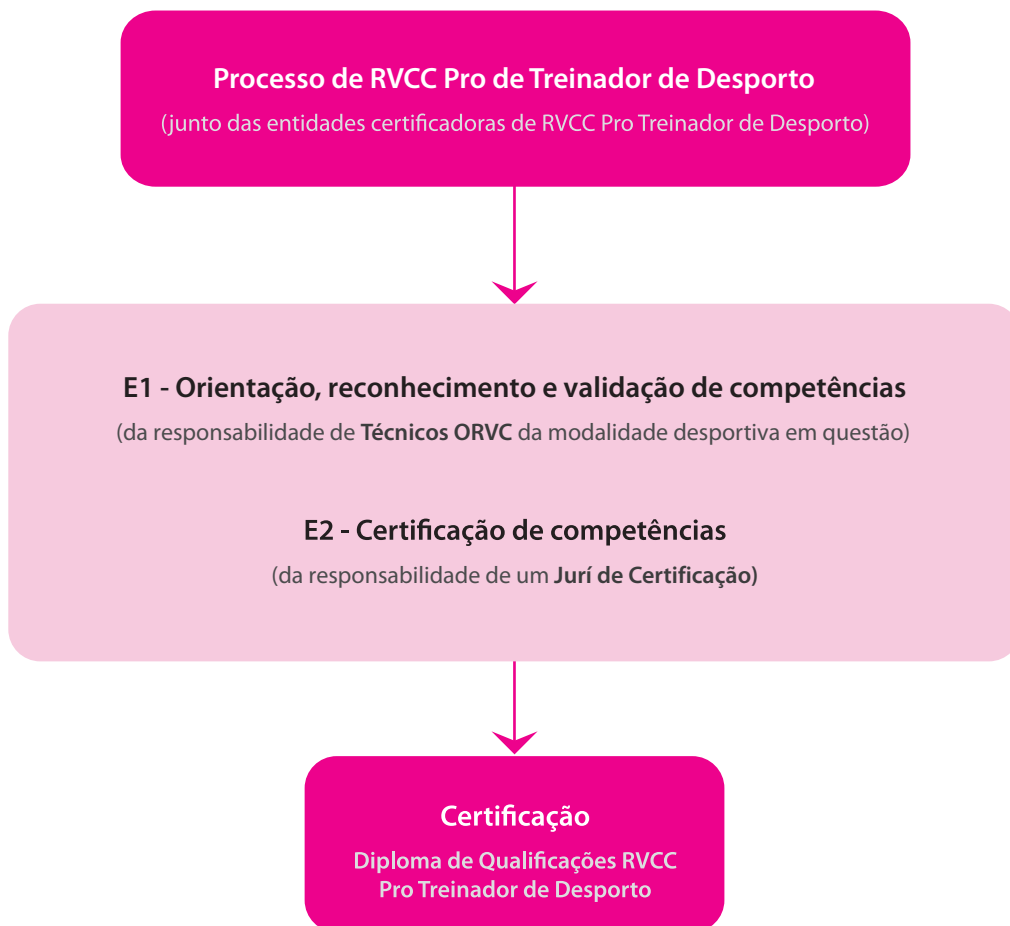 Processo de RVCC Pro de Treinador de Desporto
(junto das entidades certificadoras de RVCC Pro Treinador de Desporto)
E1 - Orientação, reconhecimento e validação de competências
(da responsabilidade de Técnicos ORVC da modalidade desportiva em questão)
E2 - Certificação de competências
(da responsabilidade de um Jurí de Certificação)
Certificação
Diploma de Qualificações RVCC
Pro Treinador de Desporto